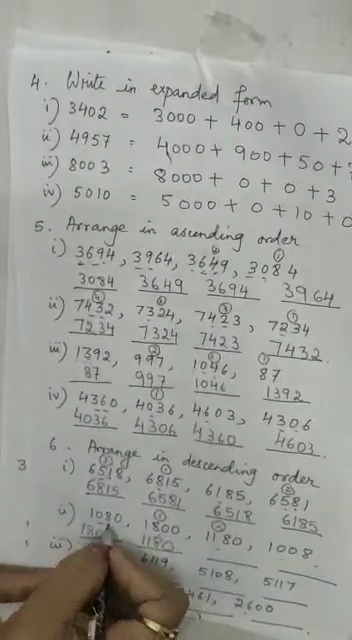 4. Write in expanded form
i) 3402 = 3000 + 400 + 0 + 2
ii) 4957 = 4000 + 900 + 50 + 7
iii) 8003 = 8000 + 0 + 0 + 3
iv) 5010 = 5000 + 0 + 10 + 0
5. Arrange in ascending order
i) 3694, 3964, 3649, 3084
3084 3649 3694 3964
ii) 7432, 7324, 7423, 7234
7234 7324 7423 7432
iii) 1392, 997, 1046, 87
87 997 1046 1392
iv) 4360, 4036, 4603, 4306
4036 4306 4360 4603
6. Arrange in descending order
3
i) 6518, 6815, 6185, 6581
6815 6581 6518 6185
ii) 1080, 1800, 1180, 1008.
1180
iii) 6119, 5108, 5117
2600